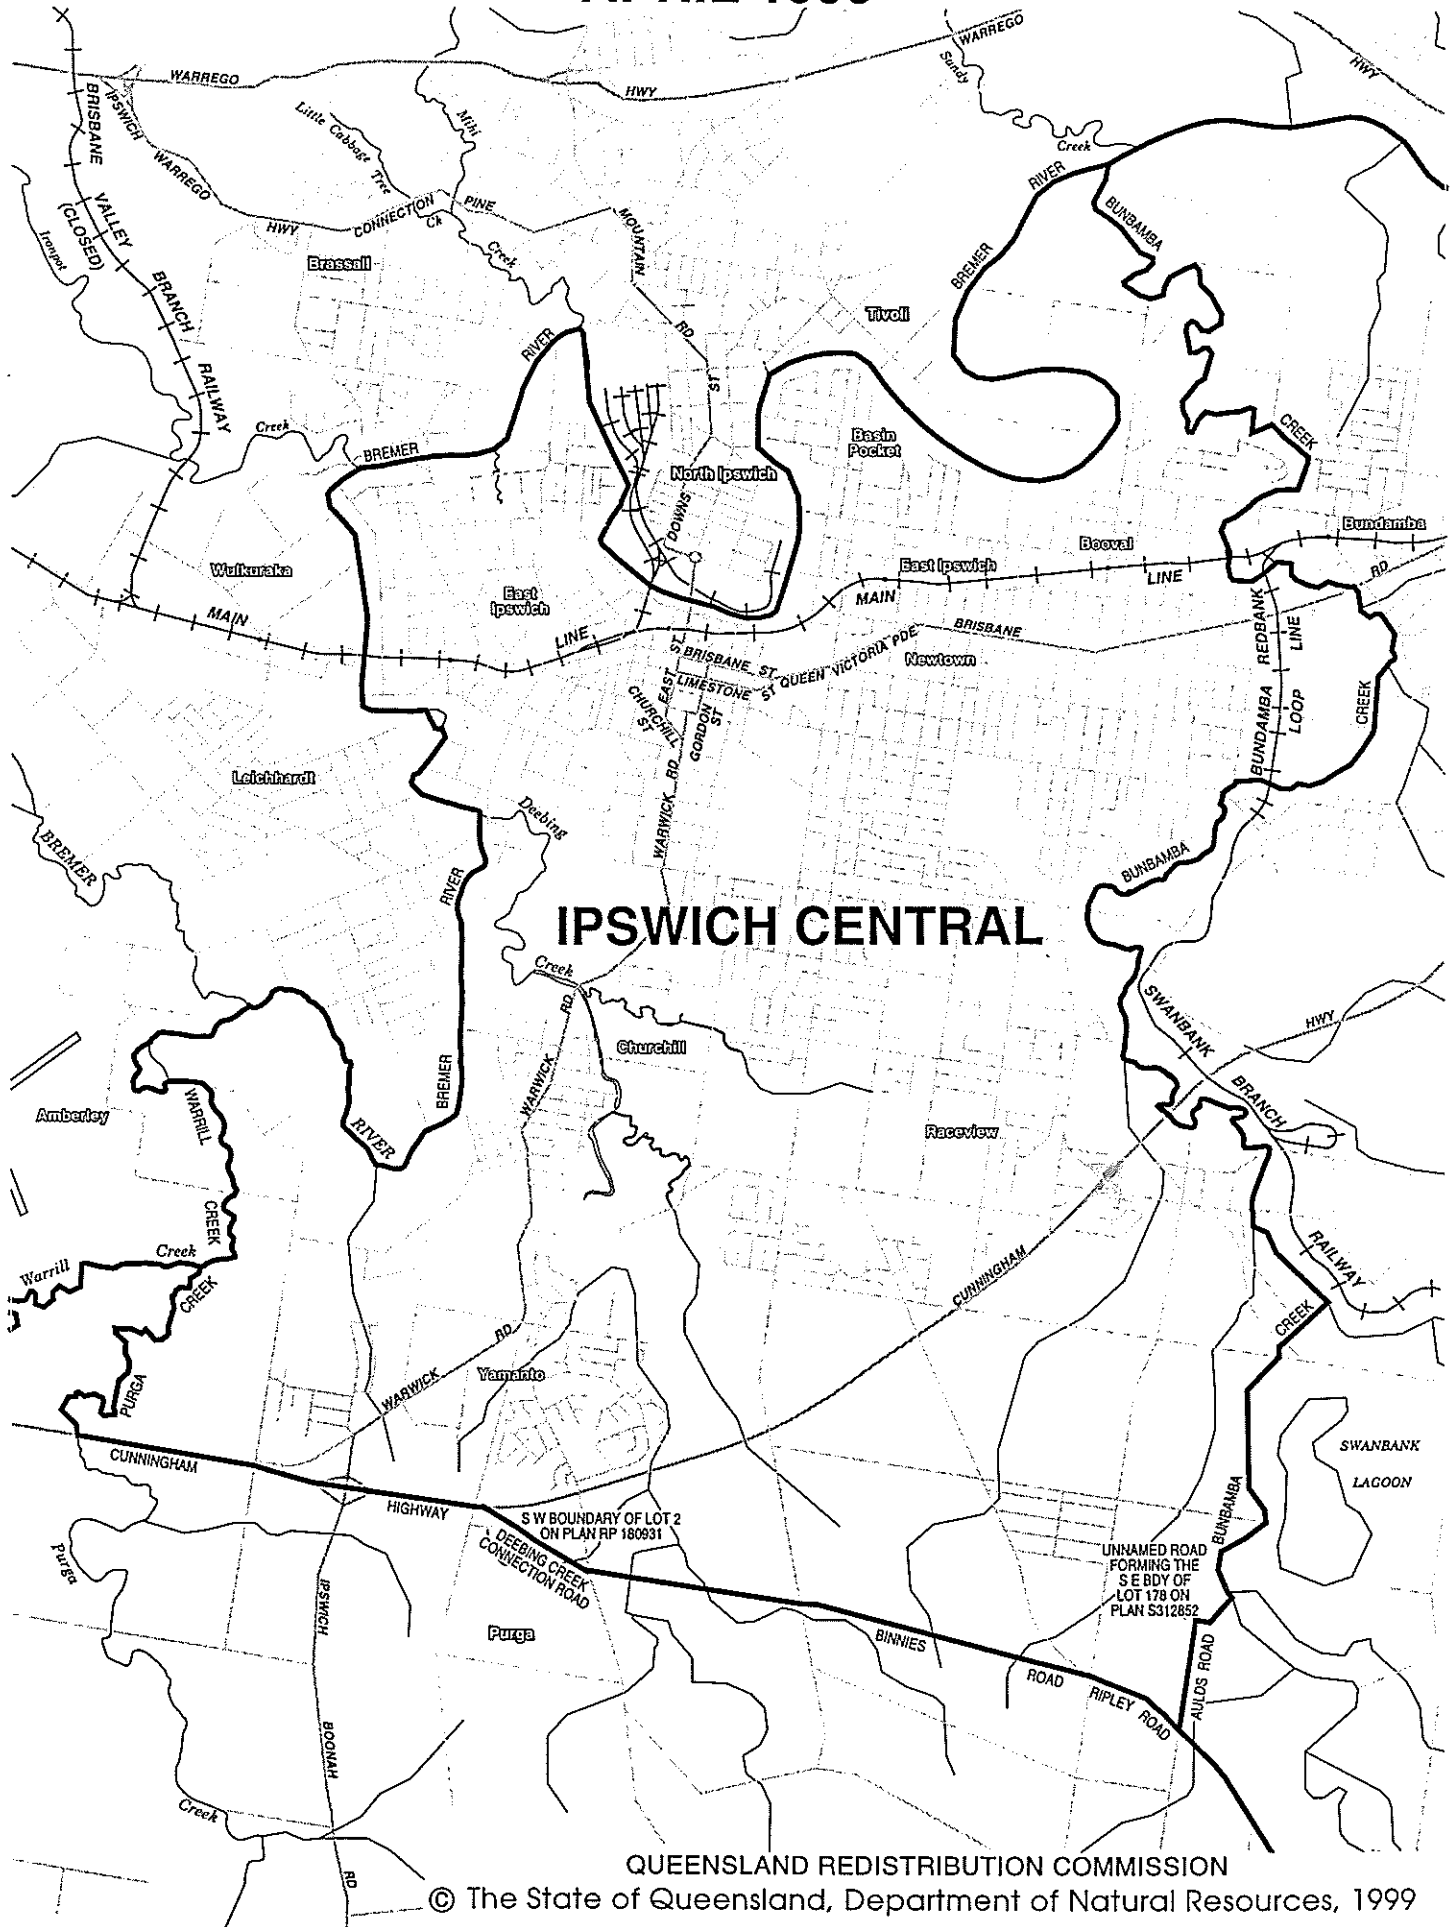 WARREGO
HWY
WARREGO
HWY
Sandy
Creek
BRISBANE
VALLEY
(CLOSED)
BRANCH
RAILWAY
IPSWICH
WARREGO
HWY
CONNECTION
Little Cabbage
Tree
Ck
Mihi
Creek
PINE
MOUNTAIN
RD
Ironpot
Creek
Brassall
RIVER
BREMER
Tivoli
RIVER
BREMER
BUNBAMBA
CREEK
ST
DOWNS
North Ipswich
Basin
Pocket
Bundamba
Booval
East Ipswich
Wulkuraka
East
Ipswich
MAIN
LINE
MAIN
LINE
RD
BRISBANE
ST
BRISBANE ST
QUEEN VICTORIA PDE
LIMESTONE ST
EAST
CHURCHILL
ST
GORDON
ST
WARWICK RD
Newtown
REDBANK
LINE
BUNDAMBA
LOOP
CREEK
Leichhardt
BREMER
Deebing
RIVER
BUNBAMBA
IPSWICH CENTRAL
Creek
RD
WARWICK
Churchill
BREMER
SWANBANK
HWY
BRANCH
RAILWAY
Amberley
WARRILL
CREEK
RIVER
Raceview
Warrill
Creek
CREEK
PURGA
CUNNINGHAM
CREEK
RD
WARWICK
Yamanto
CUNNINGHAM
HIGHWAY
SWANBANK
LAGOON
BUNBAMBA
S W BOUNDARY OF LOT 2
ON PLAN RP 180931
DEEBING CREEK
CONNECTION ROAD
UNNAMED ROAD
FORMING THE
S E BDY OF
LOT 178 ON
PLAN S312852
Purga
IPSWICH
Purga
BINNIES
ROAD
RIPLEY ROAD
AULDS ROAD
BOONAH
Creek
RD
QUEENSLAND REDISTRIBUTION COMMISSION
© The State of Queensland, Department of Natural Resources, 1999